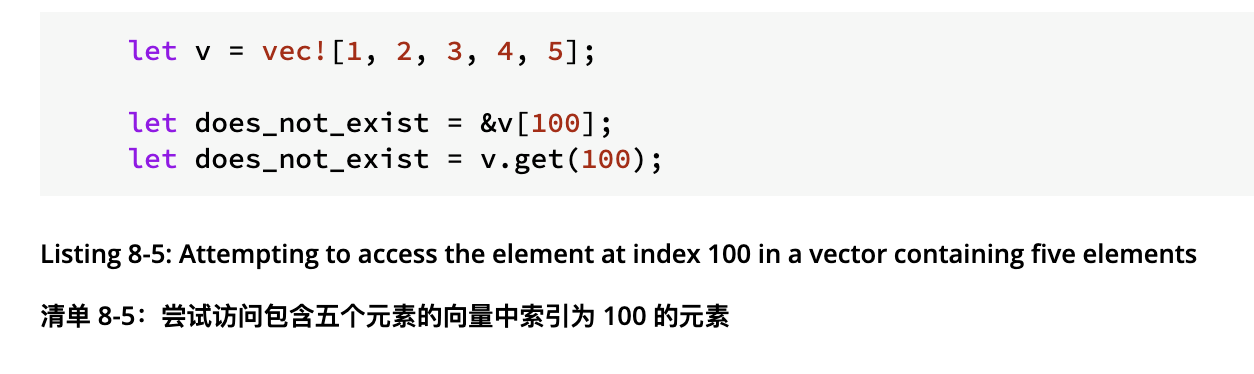 let v = vec![1, 2, 3, 4, 5];
let does_not_exist = &v[100];
let does_not_exist = v.get(100);
Listing 8-5: Attempting to access the element at index 100 in a vector containing five elements
清单 8-5：尝试访问包含五个元素的向量中索引为 100 的元素